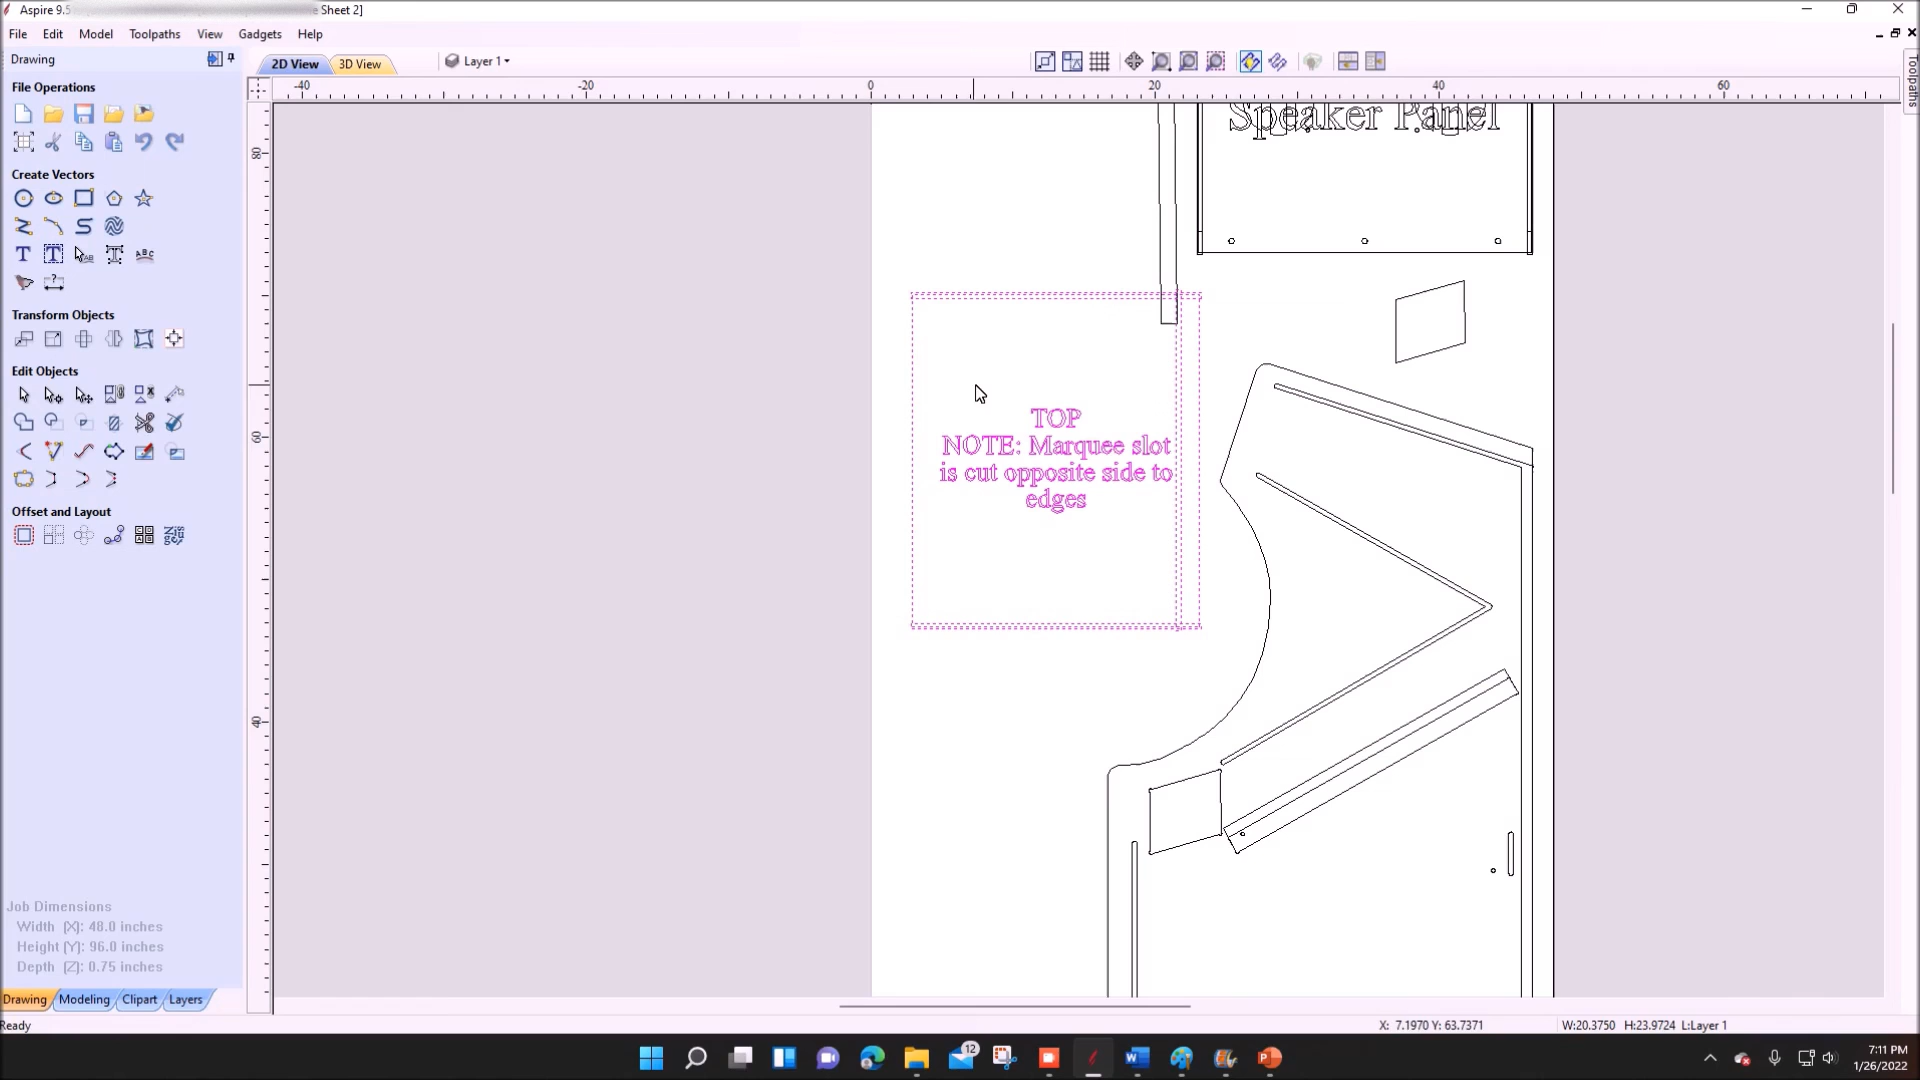 Aspire 9.5
Sheet 2]
File Edit Model Toolpaths View Gadgets Help
Drawing
2D View 3D View Layer 1
File Operations
Create Vectors
Transform Objects
Edit Objects
Offset and Layout
-40 -20 0 20 40 60
80
60
40
Speaker Panel
TOP
NOTE: Marquee slot
is cut opposite side to
edges
Toolpaths
Job Dimensions
Width (X): 48.0 inches
Height (Y): 96.0 inches
Depth (Z): 0.75 inches
Drawing Modeling Clipart Layers
Ready
X: 7.1970 Y: 63.7371
W:20.3750 H:23.9724 L:Layer 1
12
7:11 PM
1/26/2022